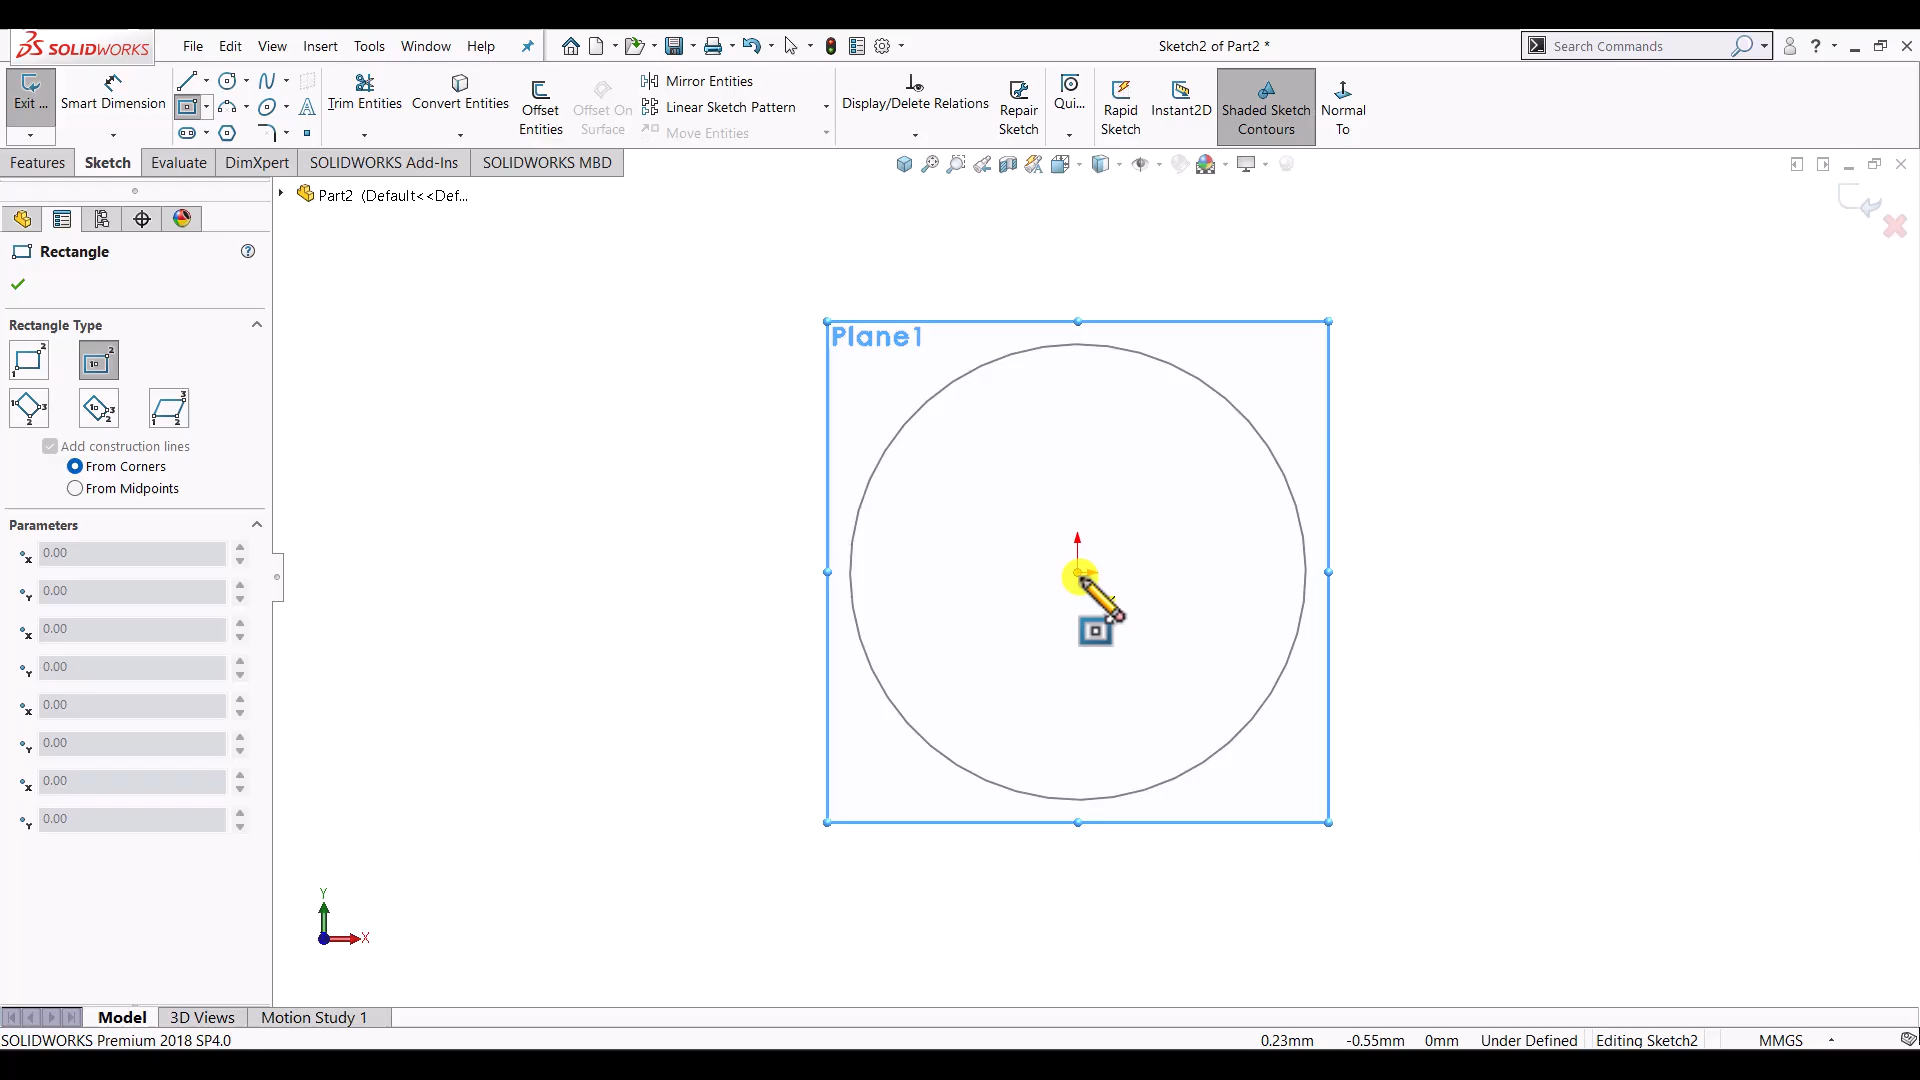 SOLIDWORKS File Edit View Insert Tools Window Help Sketch2 of Part2 * Search Commands ?
Exit ... Smart Dimension Trim Entities Convert Entities Offset Entities Offset On Surface Mirror Entities Linear Sketch Pattern Move Entities Display/Delete Relations Repair Sketch Qui... Rapid Sketch Instant2D Shaded Sketch Contours Normal To
Features Sketch Evaluate DimXpert SOLIDWORKS Add-Ins SOLIDWORKS MBD
Part2 (Default<<Def...
Rectangle
Rectangle Type
Add construction lines
From Corners
From Midpoints
Parameters
x 0.00
Y 0.00
x 0.00
Y 0.00
x 0.00
Y 0.00
x 0.00
Y 0.00
Plane1
Y
X
Model 3D Views Motion Study 1
SOLIDWORKS Premium 2018 SP4.0 0.23mm -0.55mm 0mm Under Defined Editing Sketch2 MMGS